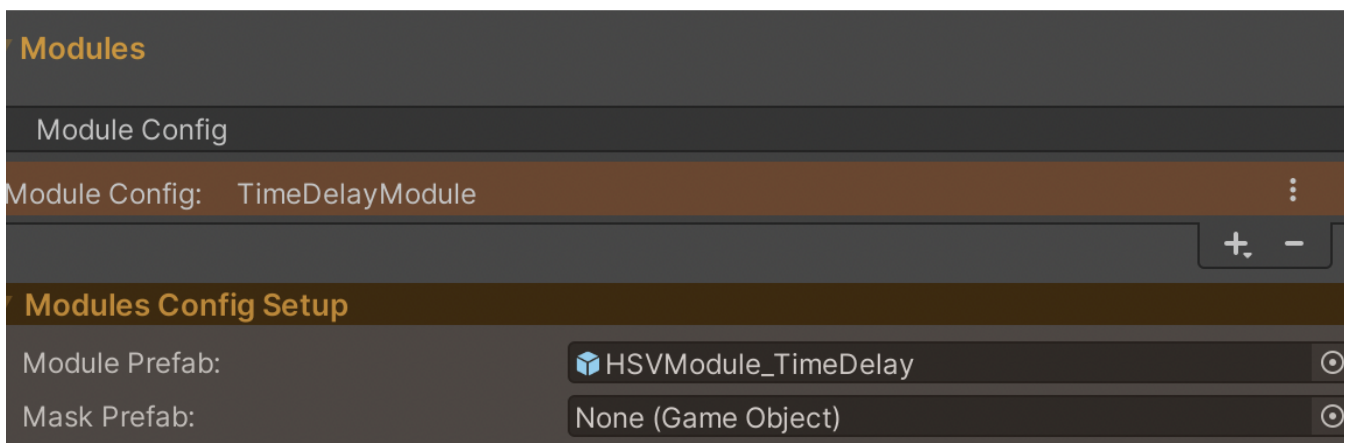 Modules
Module Config
Module Config: TimeDelayModule
Modules Config Setup
Module Prefab: HSVModule_TimeDelay
Mask Prefab: None (Game Object)